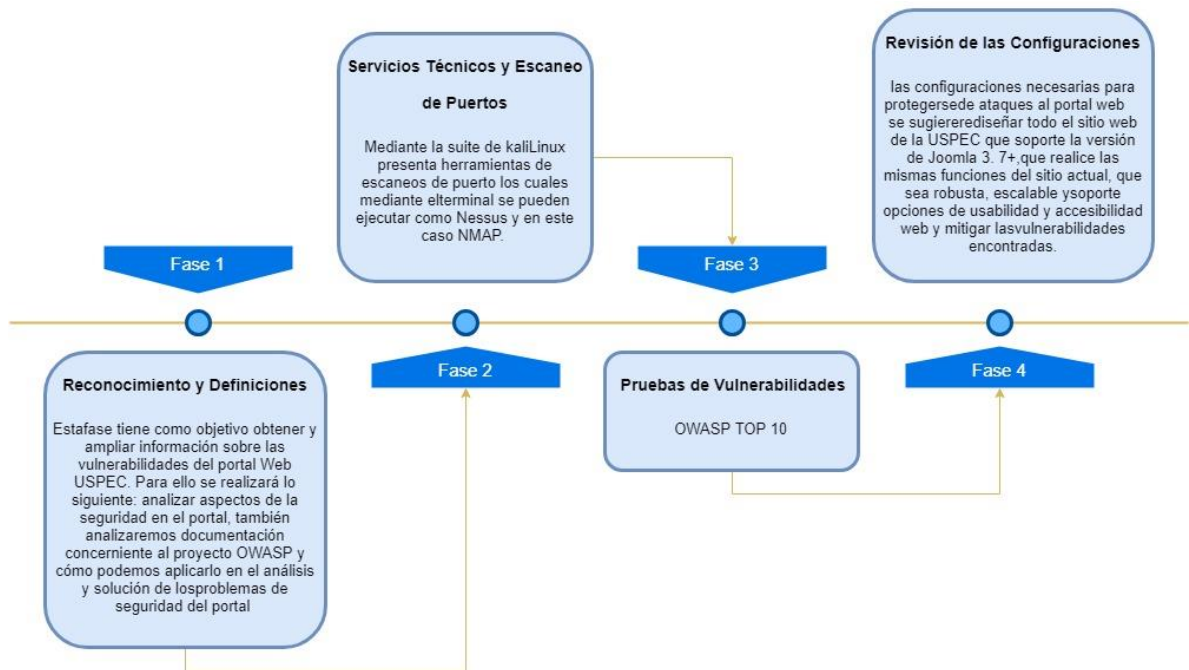 Fase 1
Reconocimiento y Definiciones
Estafase tiene como objetivo obtener y
ampliar información sobre las
vulnerabilidades del portal Web
USPEC. Para ello se realizará lo
siguiente: analizar aspectos de la
seguridad en el portal, también
analizaremos documentación
concerniente al proyecto OWASP y
cómo podemos aplicarlo en el análisis
y solución de losproblemas de
seguridad del portal
Servicios Técnicos y Escaneo
de Puertos
Mediante la suite de kaliLinux
presenta herramientas de
escaneos de puerto los cuales
mediante elterminal se pueden
ejecutar como Nessus y en este
caso NMAP.
Fase 2
Fase 3
Pruebas de Vulnerabilidades
OWASP TOP 10
Revisión de las Configuraciones
las configuraciones necesarias para
protegersede ataques al portal web
se sugiererediseñar todo el sitio web
de la USPEC que soporte la versión
de Joomla 3. 7+,que realice las
mismas funciones del sitio actual, que
sea robusta, escalable ysoporte
opciones de usabilidad y accesibilidad
web y mitigar lasvulnerabilidades
encontradas.
Fase 4